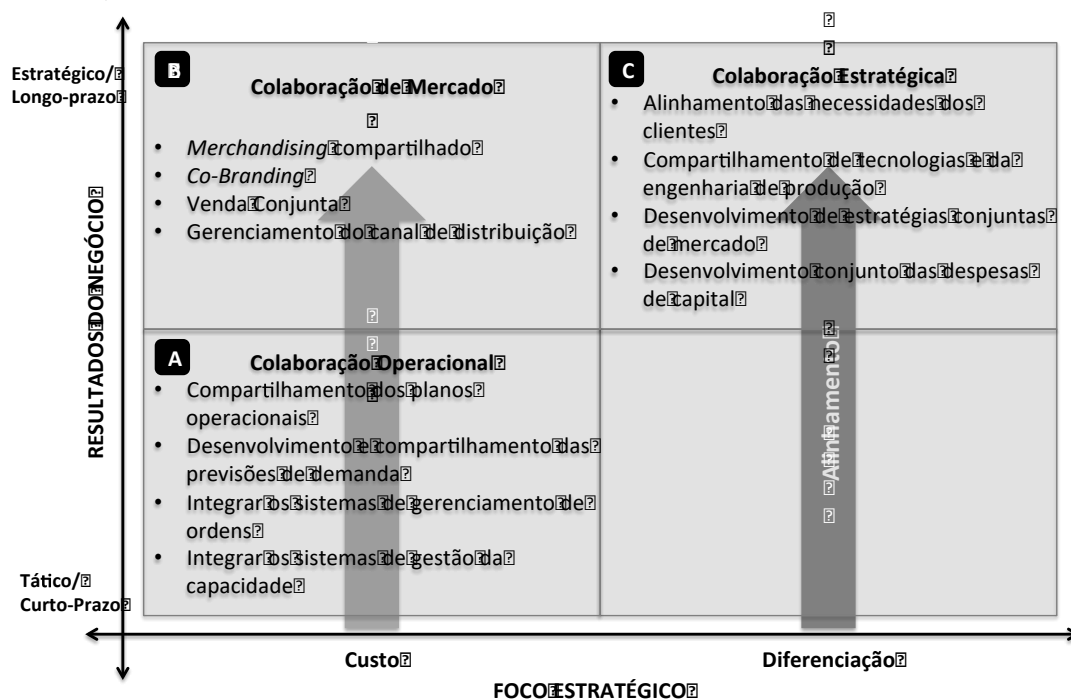 Estratégico/
Longo-prazo
B
Colaboração de Mercado
• Merchandising compartilhado
• Co-Branding
• Venda Conjunta
• Gerenciamento do canal de distribuição
C
Colaboração Estratégica
• Alinhamento das necessidades dos
clientes
• Compartilhamento de tecnologias e da
engenharia de produção
• Desenvolvimento de estratégias conjuntas
de mercado
• Desenvolvimento conjunto das despesas
de capital
RESULTADOS DO NEGÓCIO
A
Colaboração Operacional
• Compartilhamento dos planos
operacionais
• Desenvolvimento e compartilhamento das
previsões de demanda
• Integrar os sistemas de gerenciamento de
ordens
• Integrar os sistemas de gestão da
capacidade
Alinhamento
Tático/
Curto-Prazo
Custo
Diferenciação
FOCO ESTRATÉGICO